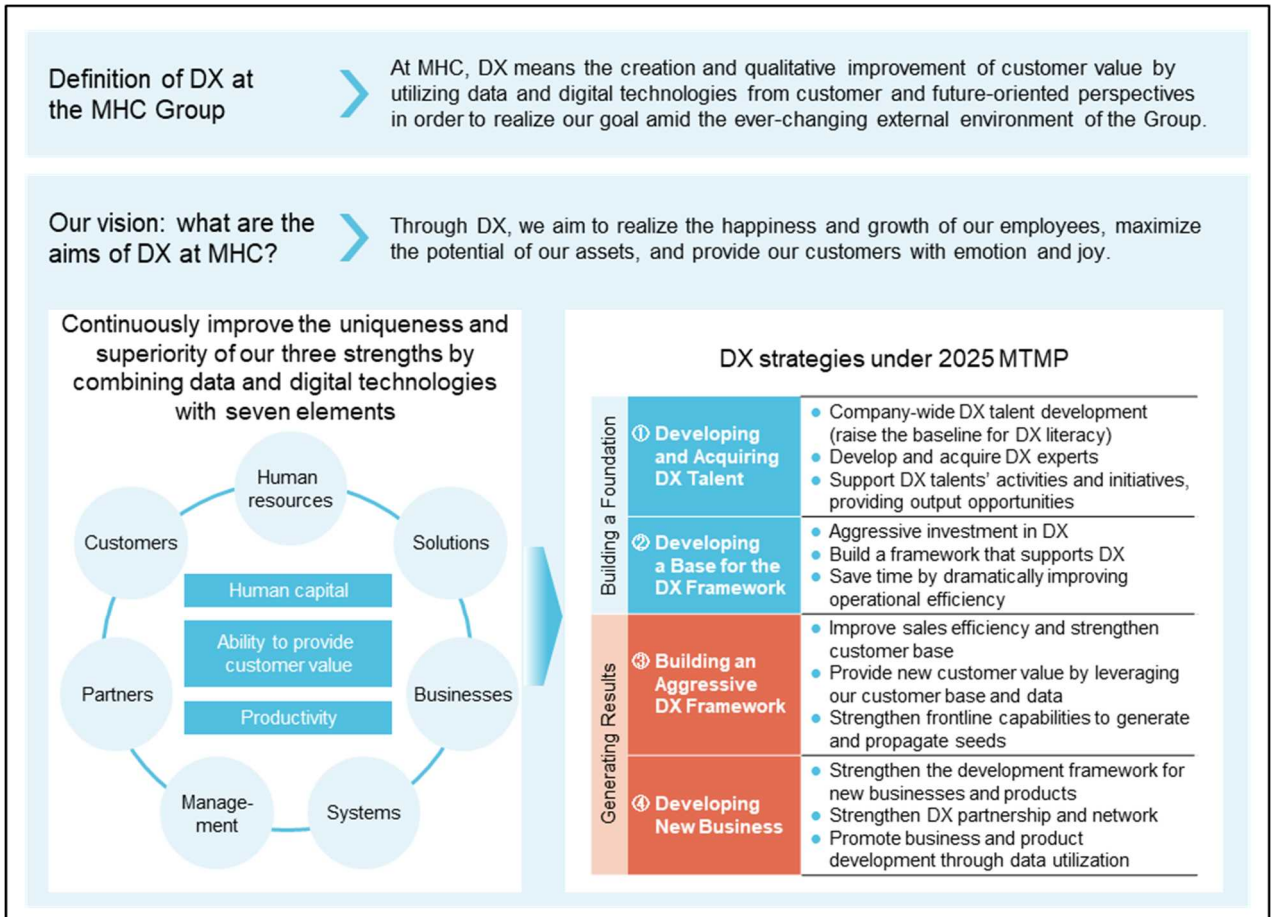 Definition of DX at
the MHC Group
At MHC, DX means the creation and qualitative improvement of customer value by
utilizing data and digital technologies from customer and future-oriented perspectives
in order to realize our goal amid the ever-changing external environment of the Group.
Our vision: what are the
aims of DX at MHC?
Through DX, we aim to realize the happiness and growth of our employees, maximize
the potential of our assets, and provide our customers with emotion and joy.
Continuously improve the uniqueness and
superiority of our three strengths by
combining data and digital technologies
with seven elements
Human
resources
Customers
Solutions
Human capital
Ability to provide
customer value
Productivity
Partners
Businesses
Manage-
ment
Systems
DX strategies under 2025 MTMP
Building a Foundation
① Developing
and Acquiring
DX Talent
● Company-wide DX talent development
(raise the baseline for DX literacy)
● Develop and acquire DX experts
● Support DX talents' activities and initiatives,
providing output opportunities
② Developing
a Base for the
DX Framework
● Aggressive investment in DX
● Build a framework that supports DX
● Save time by dramatically improving
operational efficiency
Generating Results
③ Building an
Aggressive
DX Framework
● Improve sales efficiency and strengthen
customer base
● Provide new customer value by leveraging
our customer base and data
● Strengthen frontline capabilities to generate
and propagate seeds
④ Developing
New Business
● Strengthen the development framework for
new businesses and products
● Strengthen DX partnership and network
● Promote business and product
development through data utilization